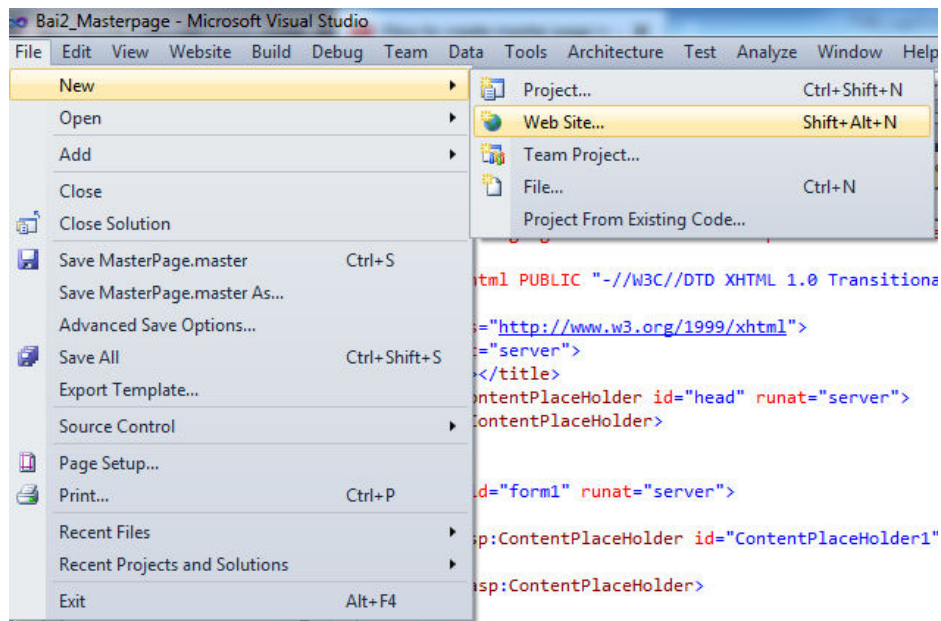 Bai2_Masterpage - Microsoft Visual Studio
File Edit View Website Build Debug Team Data Tools Architecture Test Analyze Window Help
New
Open
Add
Close
Close Solution
Save MasterPage.master Ctrl+S
Save MasterPage.master As...
Advanced Save Options...
Save All Ctrl+Shift+S
Export Template...
Source Control
Page Setup...
Print... Ctrl+P
Recent Files
Recent Projects and Solutions
Exit Alt+F4
Project... Ctrl+Shift+N
Web Site... Shift+Alt+N
Team Project...
File... Ctrl+N
Project From Existing Code...
tml PUBLIC "-//W3C//DTD XHTML 1.0 Transitiona
="http://www.w3.org/1999/xhtml">
="server">
></title>
ontentPlaceHolder id="head" runat="server">
ContentPlaceHolder>
id="form1" runat="server">
sp:ContentPlaceHolder id="ContentPlaceHolder1"
asp:ContentPlaceHolder>